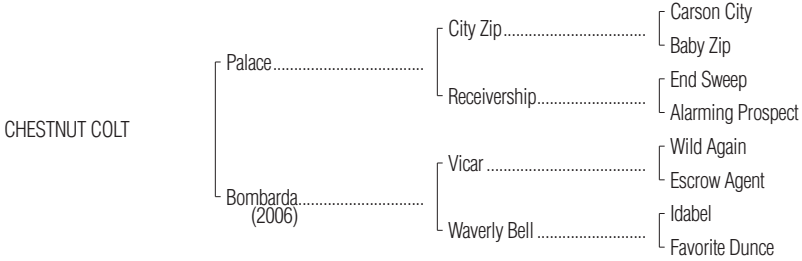 Carson City
City Zip
Baby Zip
Palace
End Sweep
Receivership
Alarming Prospect
CHESTNUT COLT
Wild Again
Vicar
Escrow Agent
Bombarda
(2006)
Idabel
Waverly Bell
Favorite Dunce